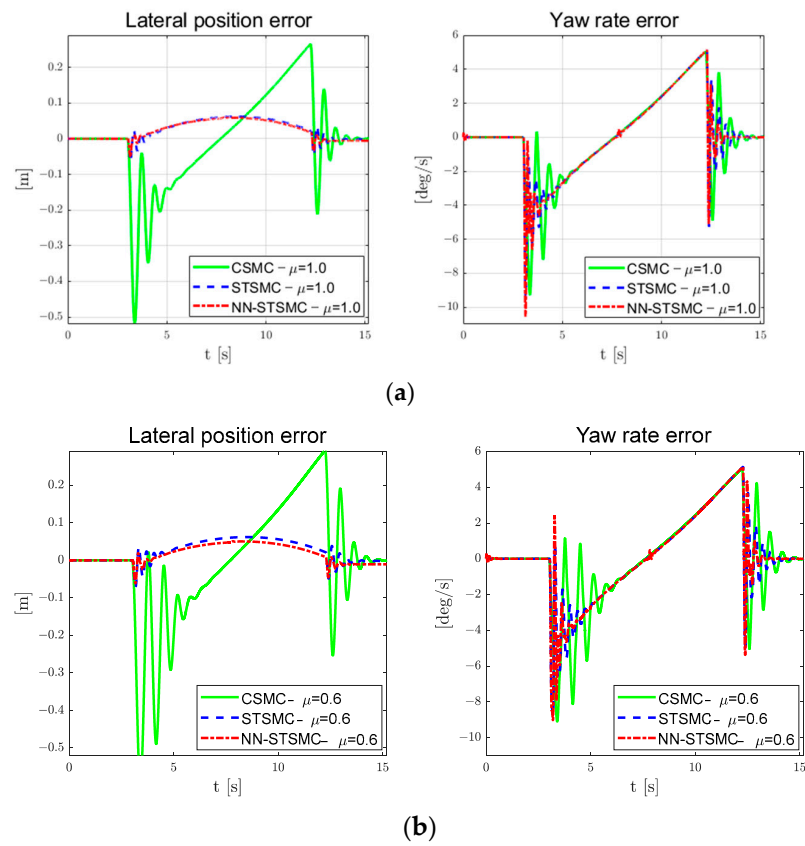 Lateral position error
Yaw rate error
[m]
0.2
0.1
0
−0.1
−0.2
−0.3
−0.4
−0.5
0
5
10
15
t [s]
CSMC − μ=1.0
STSMC − μ=1.0
NN-STSMC − μ=1.0
[deg/s]
6
4
2
0
−2
−4
−6
−8
−10
0
5
10
15
t [s]
CSMC − μ=1.0
STSMC − μ=1.0
NN-STSMC − μ=1.0
(a)
Lateral position error
Yaw rate error
[m]
0.2
0.1
0
−0.1
−0.2
−0.3
−0.4
−0.5
0
5
10
15
t [s]
CSMC− μ=0.6
STSMC− μ=0.6
NN-STSMC− μ=0.6
[deg/s]
6
4
2
0
−2
−4
−6
−8
−10
0
5
10
15
t [s]
CSMC− μ=0.6
STSMC− μ=0.6
NN-STSMC− μ=0.6
(b)